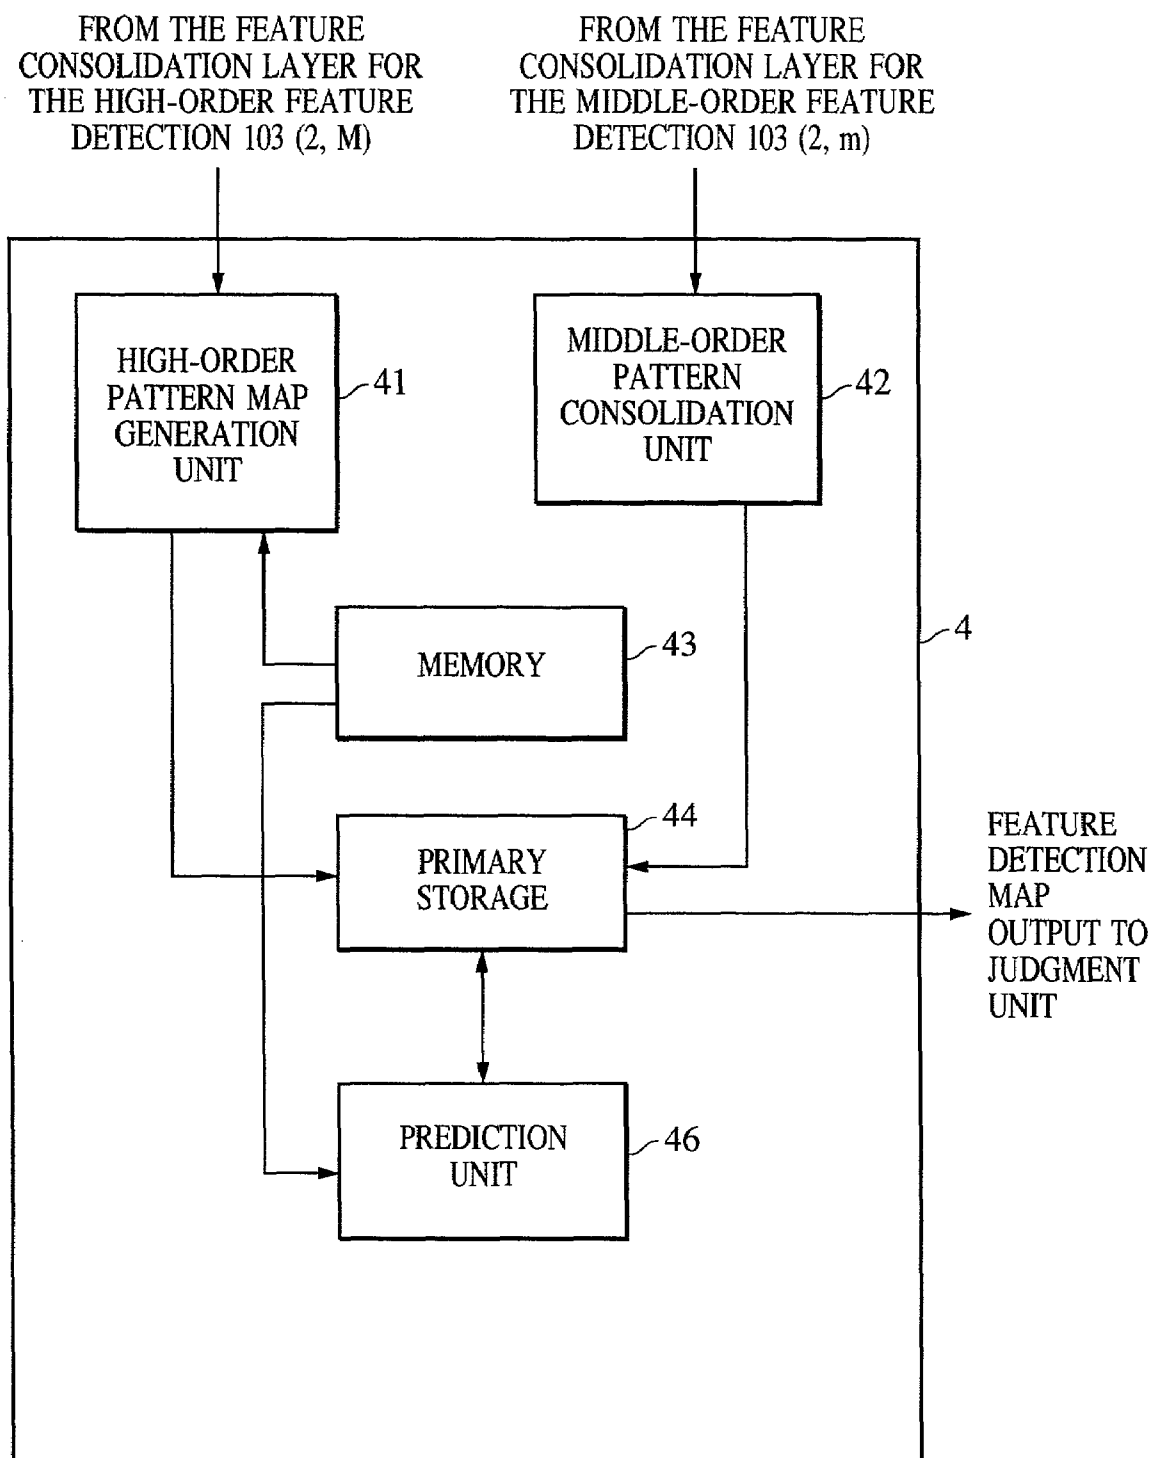 FROM THE FEATURE
CONSOLIDATION LAYER FOR
THE HIGH-ORDER FEATURE
DETECTION 103 (2, M)
FROM THE FEATURE
CONSOLIDATION LAYER FOR
THE MIDDLE-ORDER FEATURE
DETECTION 103 (2, m)
HIGH-ORDER
PATTERN MAP
GENERATION
UNIT
41
MIDDLE-ORDER
PATTERN
CONSOLIDATION
UNIT
42
MEMORY
43
4
PRIMARY
STORAGE
44
FEATURE
DETECTION
MAP
OUTPUT TO
JUDGMENT
UNIT
PREDICTION
UNIT
46